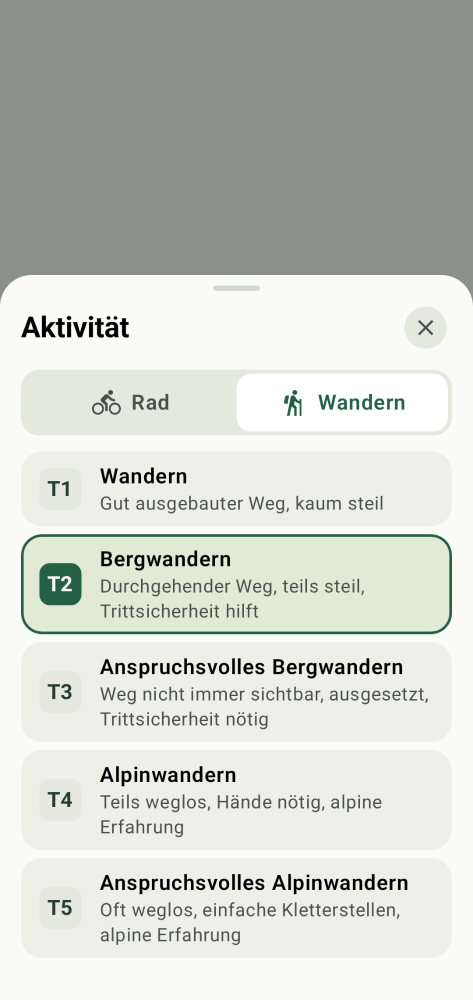 Aktivität
Rad
Wandern
T1
Wandern
Gut ausgebauter Weg, kaum steil
T2
Bergwandern
Durchgehender Weg, teils steil,
Trittsicherheit hilft
T3
Anspruchsvolles Bergwandern
Weg nicht immer sichtbar, ausgesetzt,
Trittsicherheit nötig
T4
Alpinwandern
Teils weglos, Hände nötig, alpine
Erfahrung
T5
Anspruchsvolles Alpinwandern
Oft weglos, einfache Kletterstellen,
alpine Erfahrung